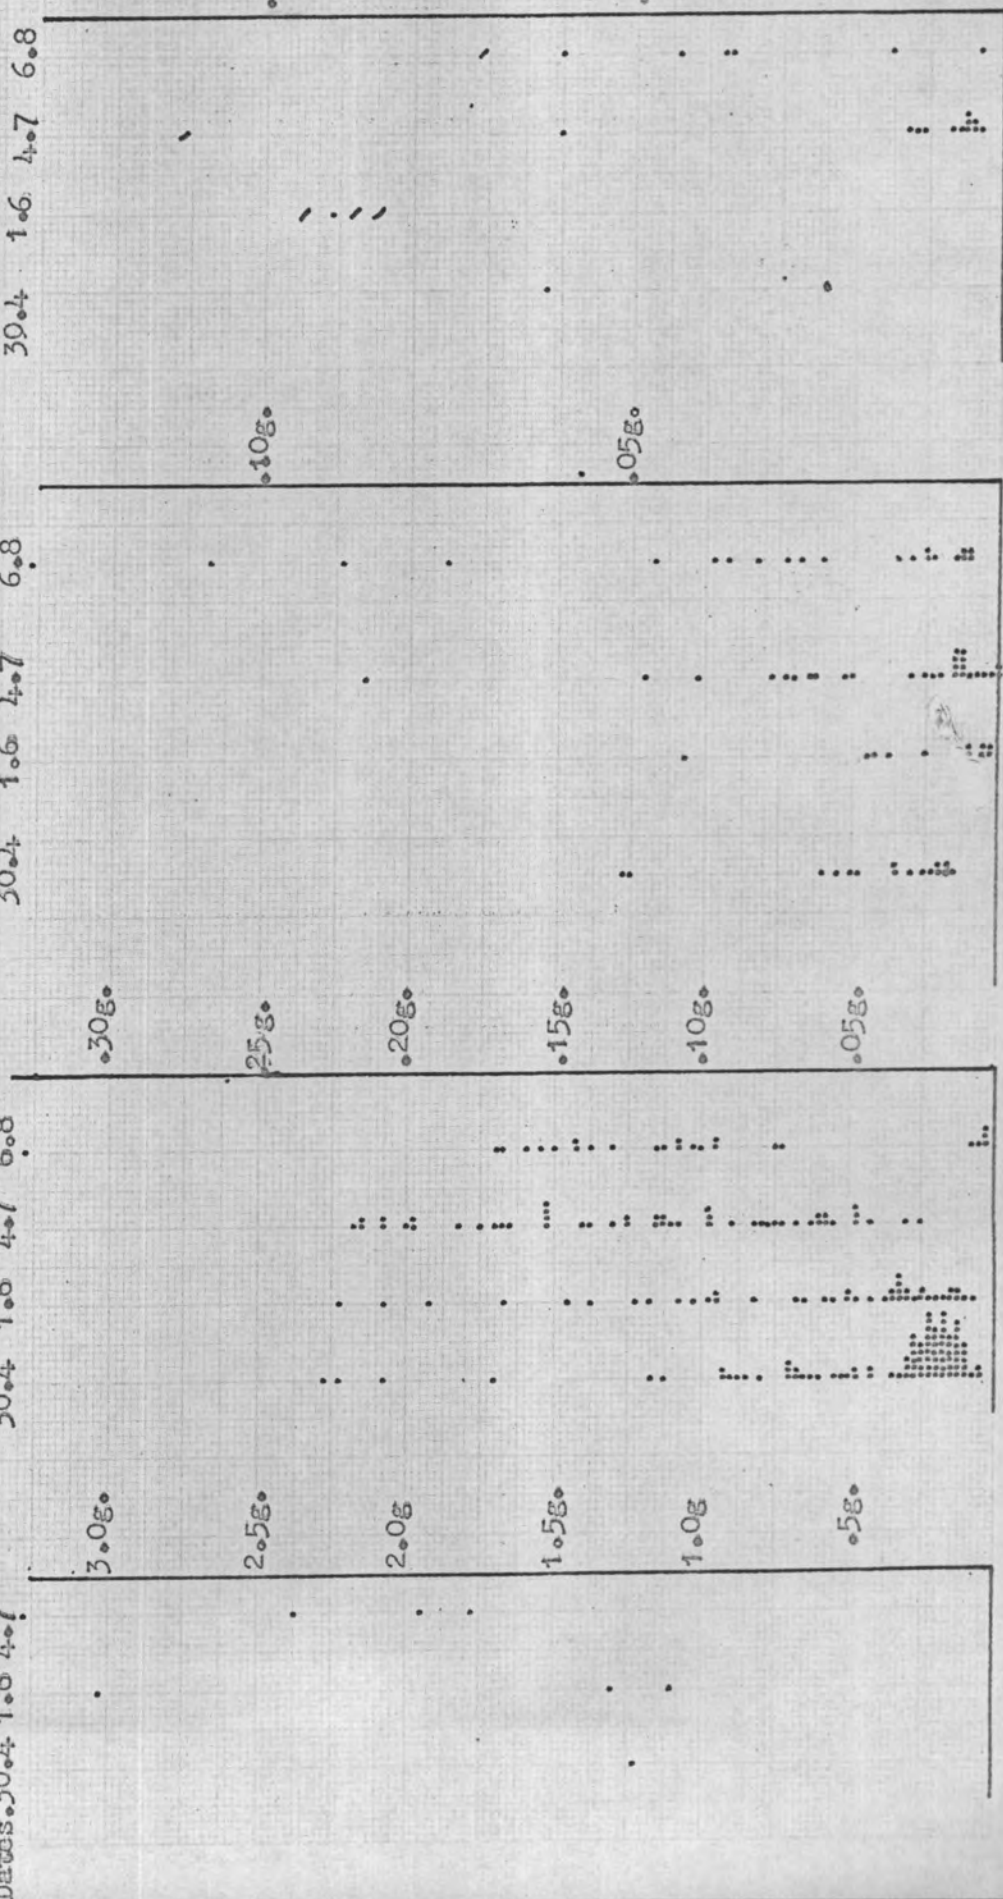 Dates.30.4 1.6 4.7 30.4 1.6 4.7 6.8 30.4 1.6 4.7 6.8 30.4 1.6 4.7 6.8
3.0g. .30g.
2.5g. .25g. .10g.
2.0g .20g.
1.5g. .15g.
.05g.
1.0g .10g.
.5g. .05g.